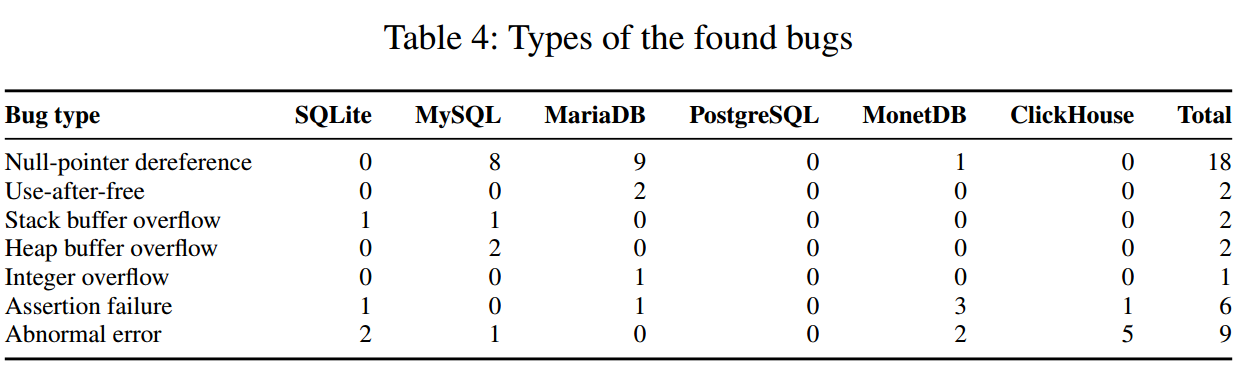 Table 4: Types of the found bugs
Bug type SQLite MySQL MariaDB PostgreSQL MonetDB ClickHouse Total
Null-pointer dereference 0 8 9 0 1 0 18
Use-after-free 0 0 2 0 0 0 2
Stack buffer overflow 1 1 0 0 0 0 2
Heap buffer overflow 0 2 0 0 0 0 2
Integer overflow 0 0 1 0 0 0 1
Assertion failure 1 0 1 0 3 1 6
Abnormal error 2 1 0 0 2 5 9